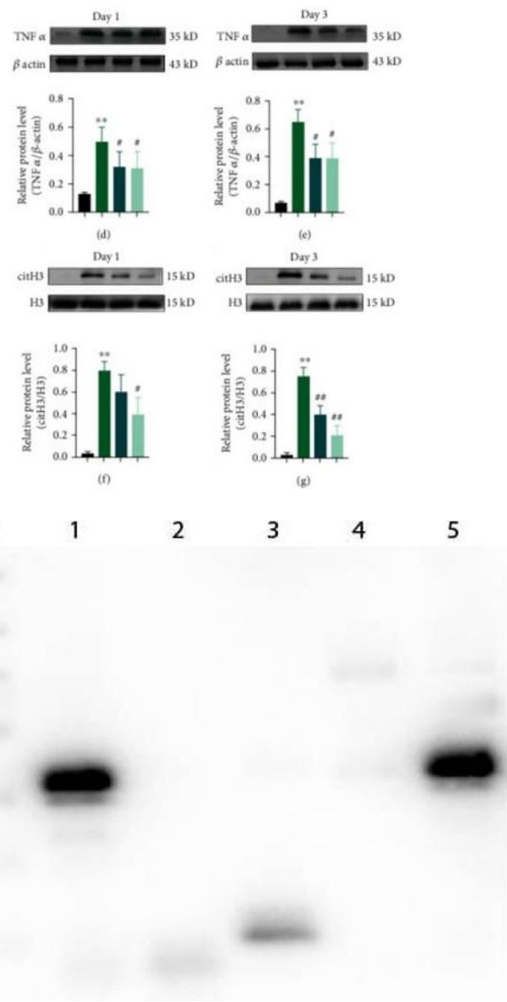 Day 1
TNF α 35 kD
β actin 43 kD
Relative protein level
(TNF α/β-actin)
0.8
0.6
0.4
0.2
0.0
**
#
#
(d)
Day 3
TNF α 35 kD
β actin 43 kD
Relative protein level
(TNF α/β-actin)
0.8
0.6
0.4
0.2
0.0
**
#
#
(e)
Day 1
citH3 15 kD
H3 15 kD
Relative protein level
(citH3/H3)
1.0
0.8
0.6
0.4
0.2
0.0
**
#
(f)
Day 3
citH3 15 kD
H3 15 kD
Relative protein level
(citH3/H3)
1.0
0.8
0.6
0.4
0.2
0.0
**
##
##
(g)
1 2 3 4 5